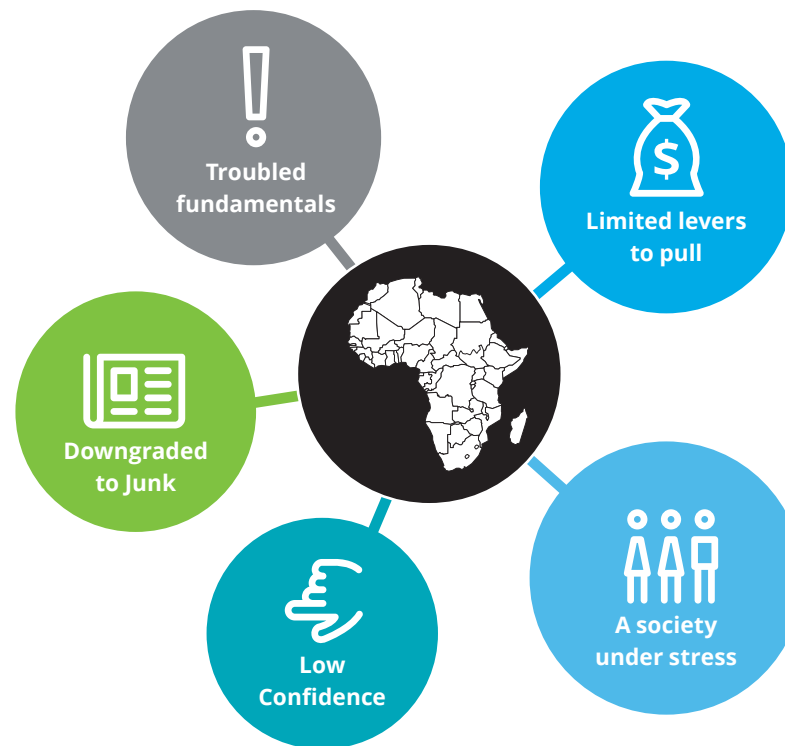 Troubled
fundamentals
$
Limited levers
to pull
Downgraded
to Junk
A society
under stress
Low
Confidence